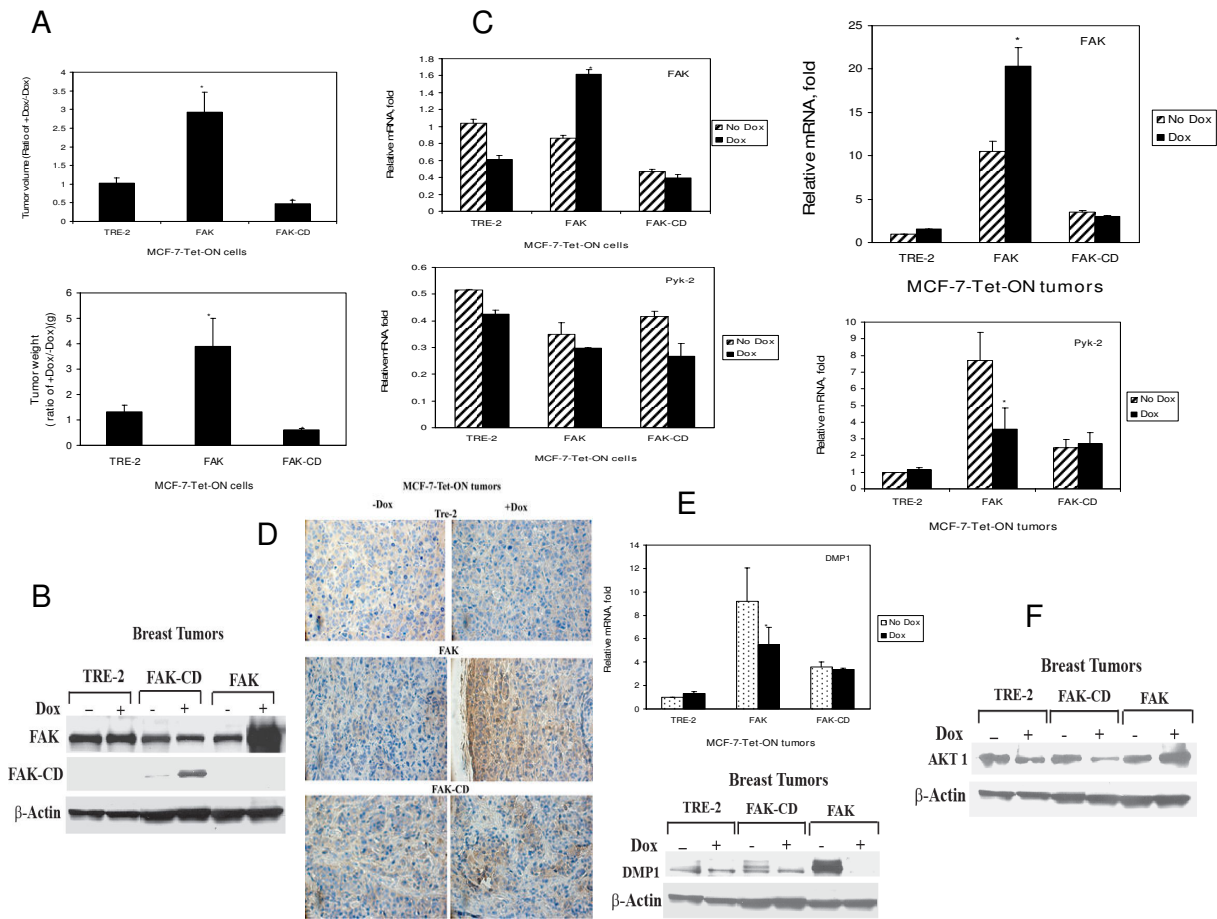 A
Tumor volume (Ratio of +Dox/-Dox)
4
3.5
3
2.5
2
1.5
1
0.5
0
*
*
TRE-2 FAK FAK-CD
MCF-7-Tet-ON cells
Tumor weight
( ratio of +Dox/-Dox)(g)
6
5
4
3
2
1
0
*
*
TRE-2 FAK FAK-CD
MCF-7-Tet-ON cells
B
Breast Tumors
TRE-2 FAK-CD FAK
Dox – + - + - +
FAK
FAK-CD
β-Actin
C
Relative mRNA, fold
1.8
1.6
1.4
1.2
1
0.8
0.6
0.4
0.2
0
*
FAK
No Dox
Dox
TRE-2 FAK FAK-CD
MCF-7-Tet-ON cells
Relative mRNA, fold
0.6
0.5
0.4
0.3
0.2
0.1
0
Pyk-2
No Dox
Dox
TRE-2 FAK FAK-CD
MCF-7-Tet-ON cells
Relative mRNA, fold
25
20
15
10
5
0
*
FAK
No Dox
Dox
TRE-2 FAK FAK-CD
MCF-7-Tet-ON tumors
Relative mRNA, fold
10
9
8
7
6
5
4
3
2
1
0
*
Pyk-2
No Dox
Dox
TRE-2 FAK FAK-CD
MCF-7-Tet-ON tumors
D
MCF-7-Tet-ON tumors
-Dox +Dox
Tre-2
FAK
FAK-CD
E
Relative mRNA, fold
14
12
10
8
6
4
2
0
*
DMP1
No Dox
Dox
TRE-2 FAK FAK-CD
MCF-7-Tet-ON tumors
Breast Tumors
TRE-2 FAK-CD FAK
Dox – + - + - +
DMP1
β-Actin
F
Breast Tumors
TRE-2 FAK-CD FAK
Dox – + - + - +
AKT 1
β-Actin